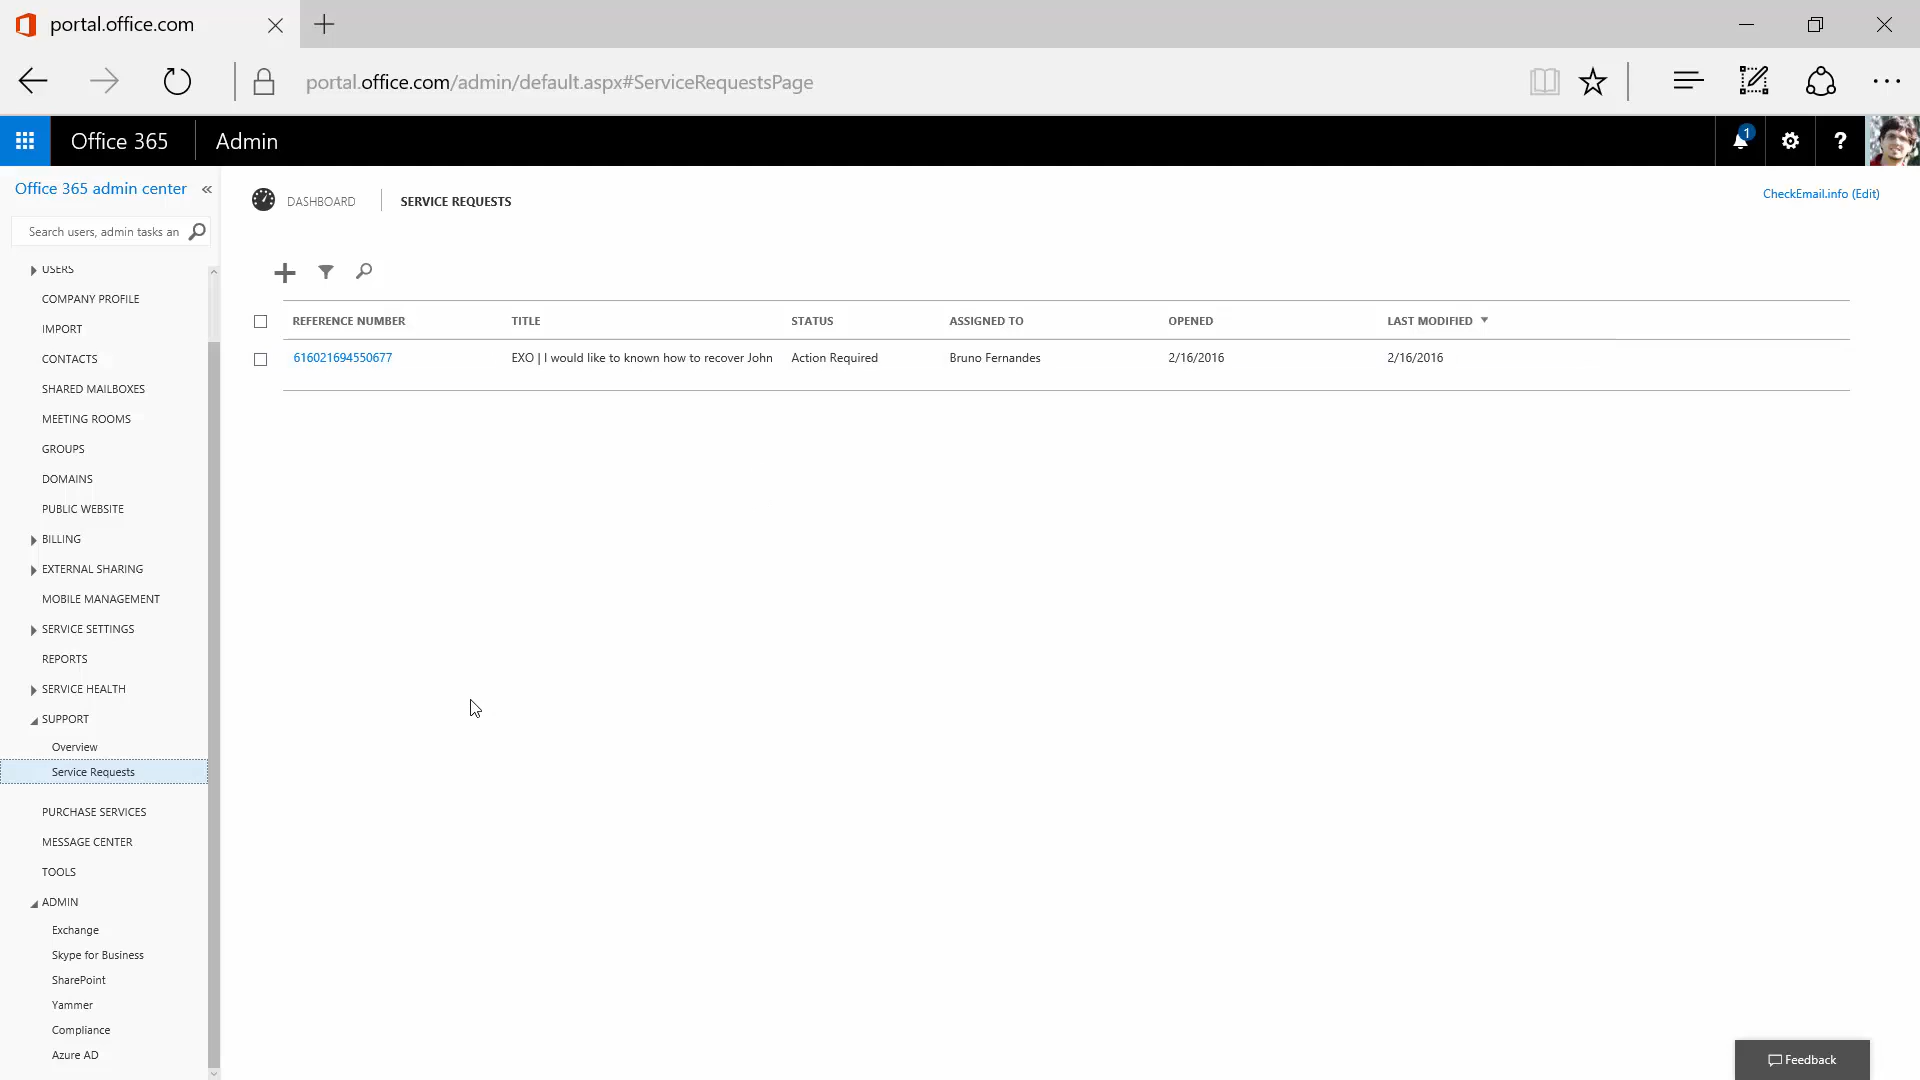 portal.office.com
portal.office.com/admin/default.aspx#ServiceRequestsPage
Office 365
Admin
1
?
Office 365 admin center «
DASHBOARD
SERVICE REQUESTS
CheckEmail.info (Edit)
Search users, admin tasks an
USERS
COMPANY PROFILE
IMPORT
CONTACTS
SHARED MAILBOXES
MEETING ROOMS
GROUPS
DOMAINS
PUBLIC WEBSITE
BILLING
EXTERNAL SHARING
MOBILE MANAGEMENT
SERVICE SETTINGS
REPORTS
SERVICE HEALTH
SUPPORT
Overview
Service Requests
PURCHASE SERVICES
MESSAGE CENTER
TOOLS
ADMIN
Exchange
Skype for Business
SharePoint
Yammer
Compliance
Azure AD
REFERENCE NUMBER TITLE STATUS ASSIGNED TO OPENED LAST MODIFIED
616021694550677 EXO | I would like to known how to recover John Action Required Bruno Fernandes 2/16/2016 2/16/2016
Feedback